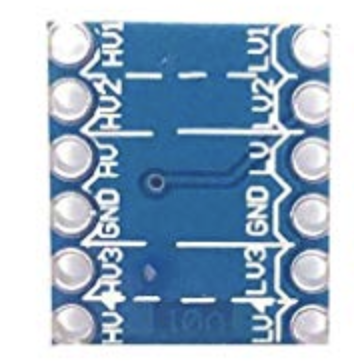 HV1 LV1
HV2 LV2
HV LV
GND GND
HV3 LV3
HV4 LV4